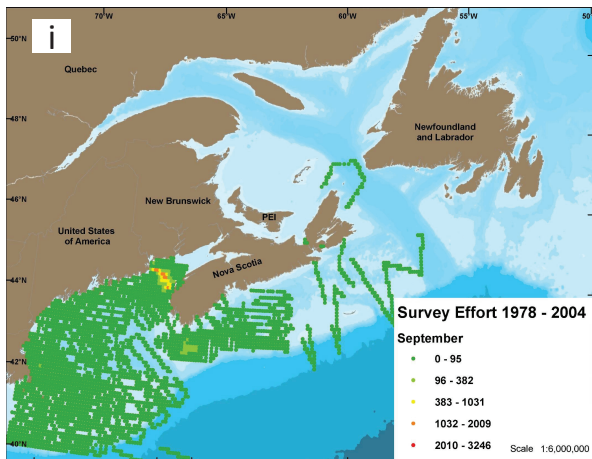 70°W
65°W
60°W
55°W
50°
50°N
i
Quebec
48°N
Newfoundland
and Labrador
46°N
New Brunswick
PEI
United States
of America
Nova Scotia
44°N
42°N
40°N
Survey Effort 1978 - 2004
September
0 - 95
96 - 382
383 - 1031
1032 - 2009
2010 - 3246
Scale 1:6,000,000